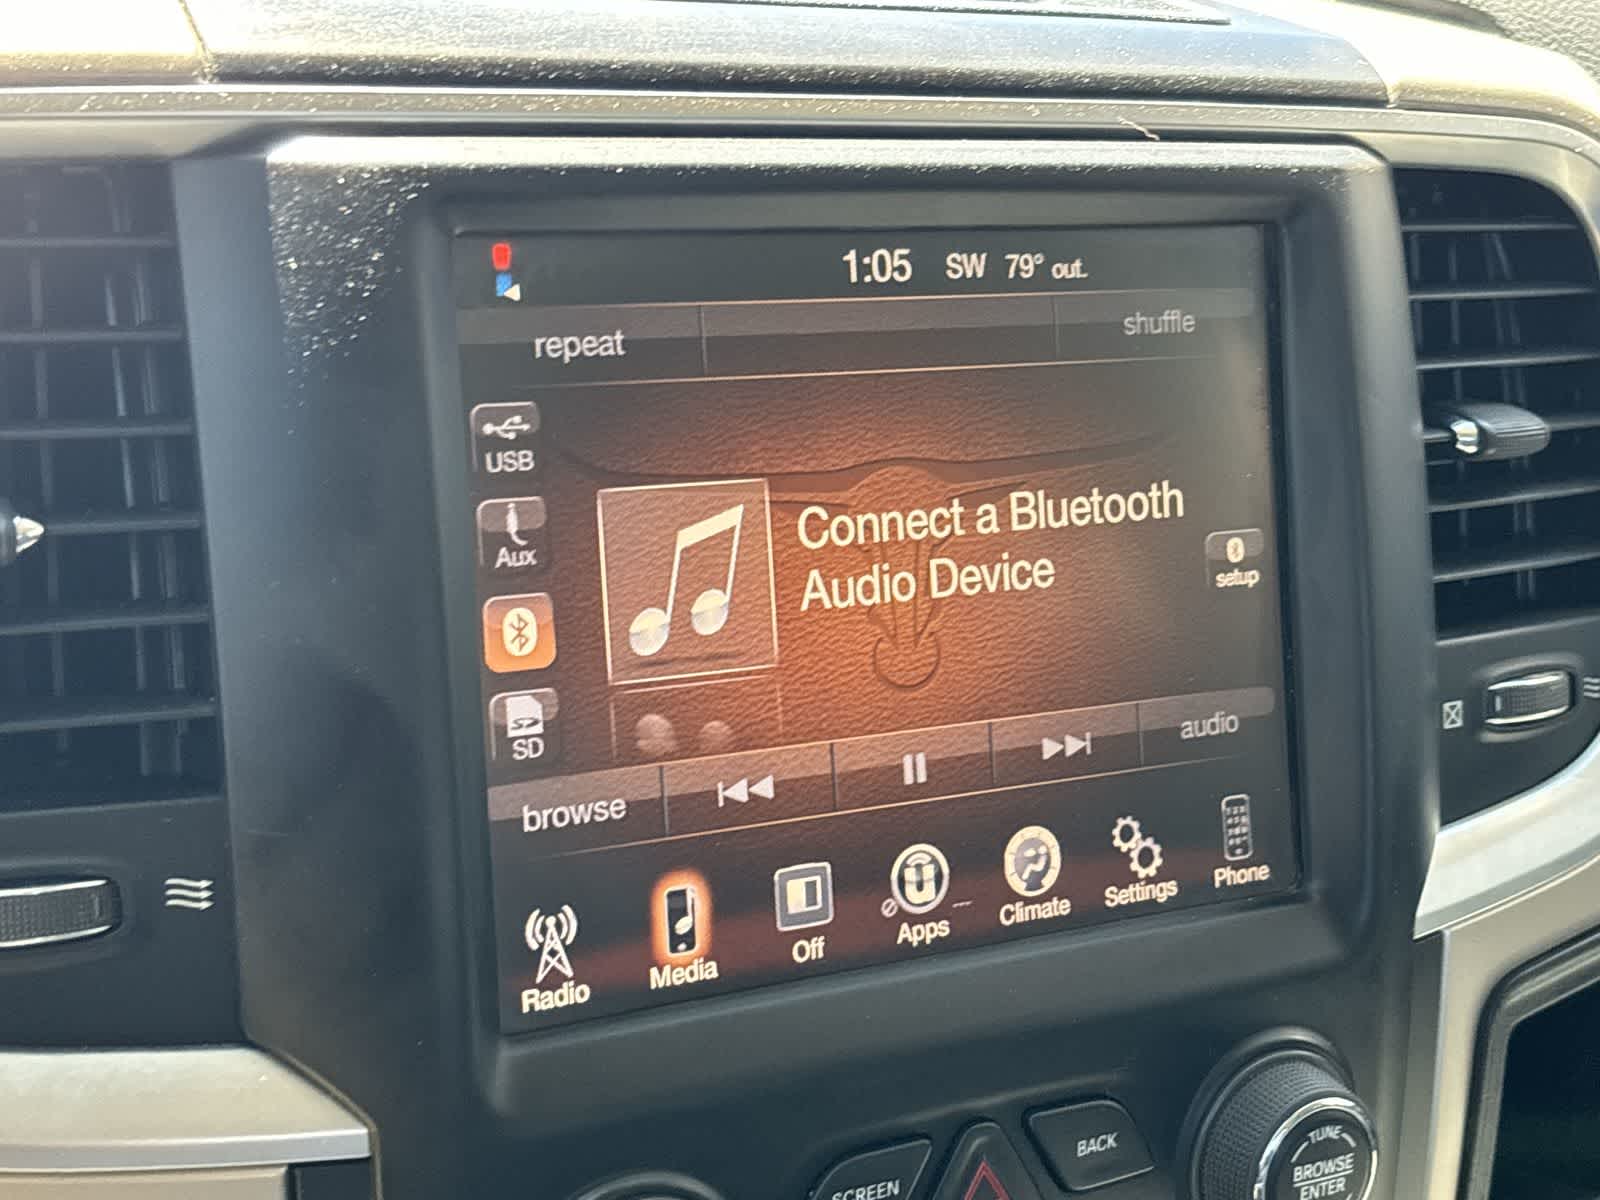 1:05 SW 79° out.
repeat shuffle
USB
Aux
Connect a Bluetooth
Audio Device
setup
SD
browse audio
Radio Media Off Apps Climate Settings Phone
SCREEN BACK
TUNE
BROWSE
ENTER